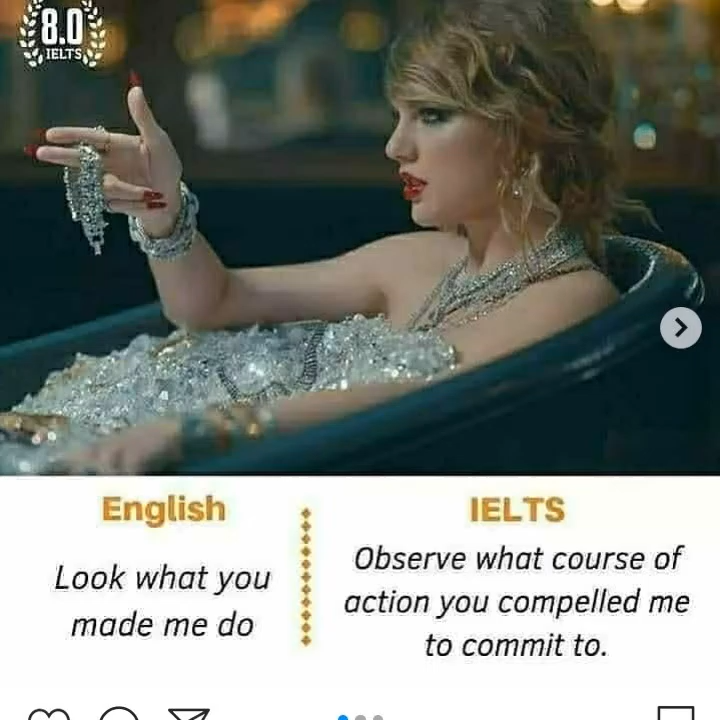 8.0
IELTS
English
Look what you
made me do
IELTS
Observe what course of
action you compelled me
to commit to.